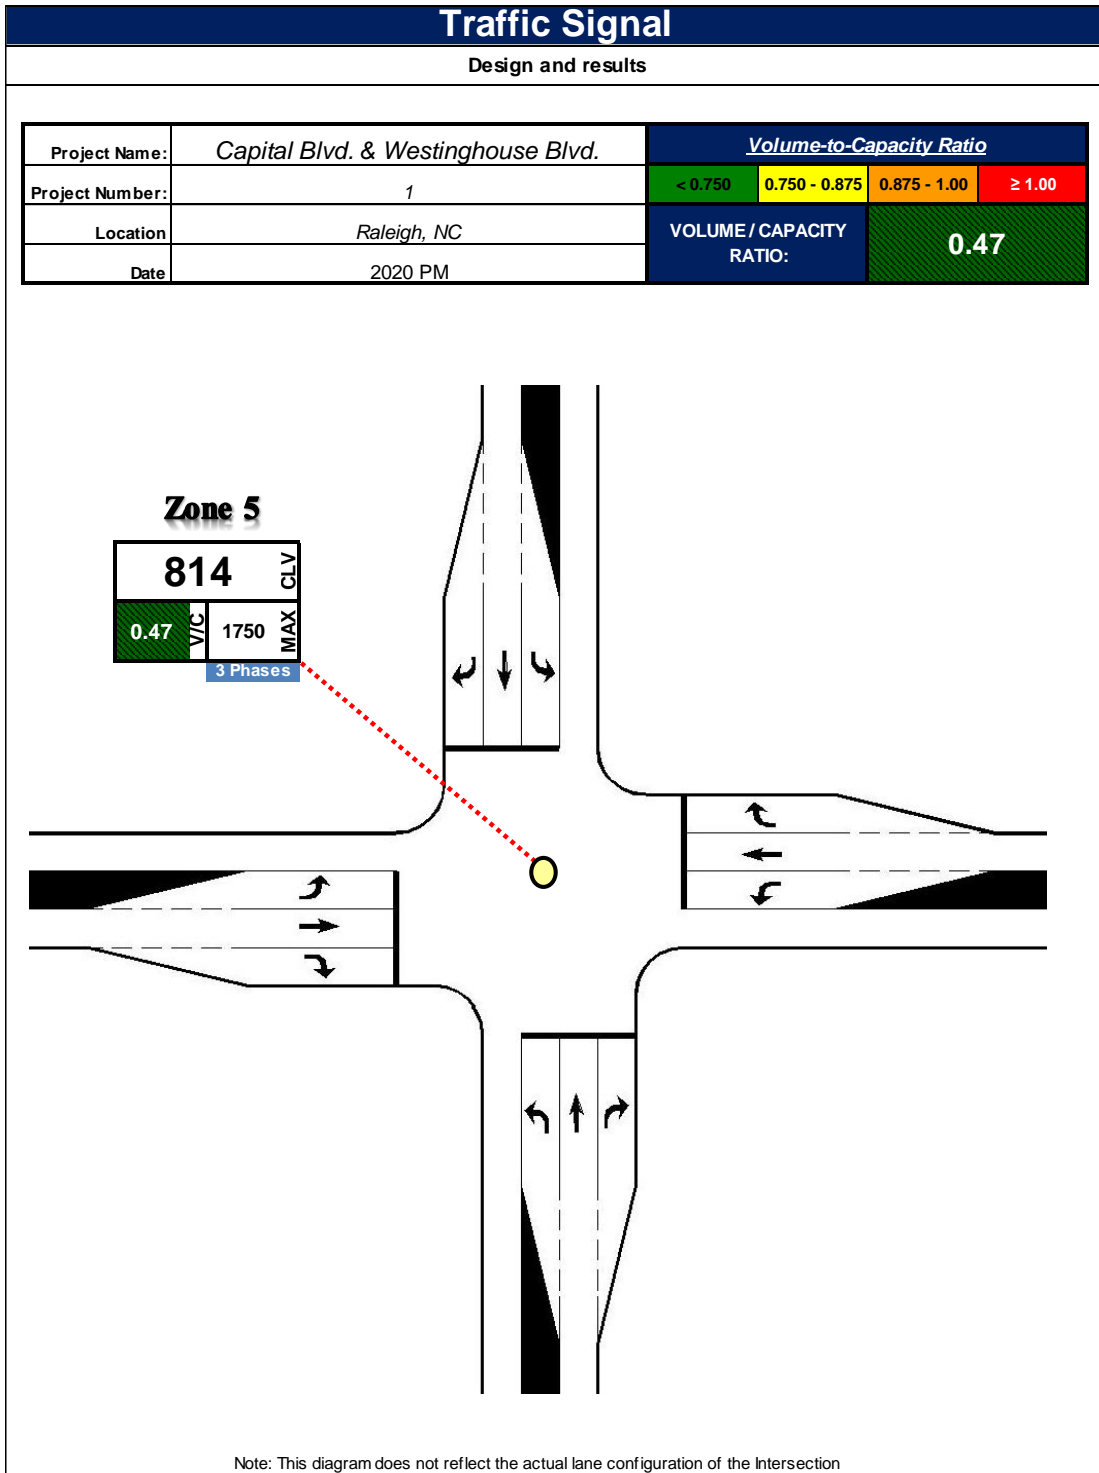 Traffic Signal
Design and results
Project Name: Capital Blvd. & Westinghouse Blvd.
Volume-to-Capacity Ratio
Project Number: 1
< 0.750 0.750 - 0.875 0.875 - 1.00 ≥ 1.00
Location Raleigh, NC
VOLUME / CAPACITY RATIO: 0.47
Date 2020 PM
Zone 5
814 CLV
0.47 V/C 1750 MAX
3 Phases
Note: This diagram does not reflect the actual lane configuration of the Intersection